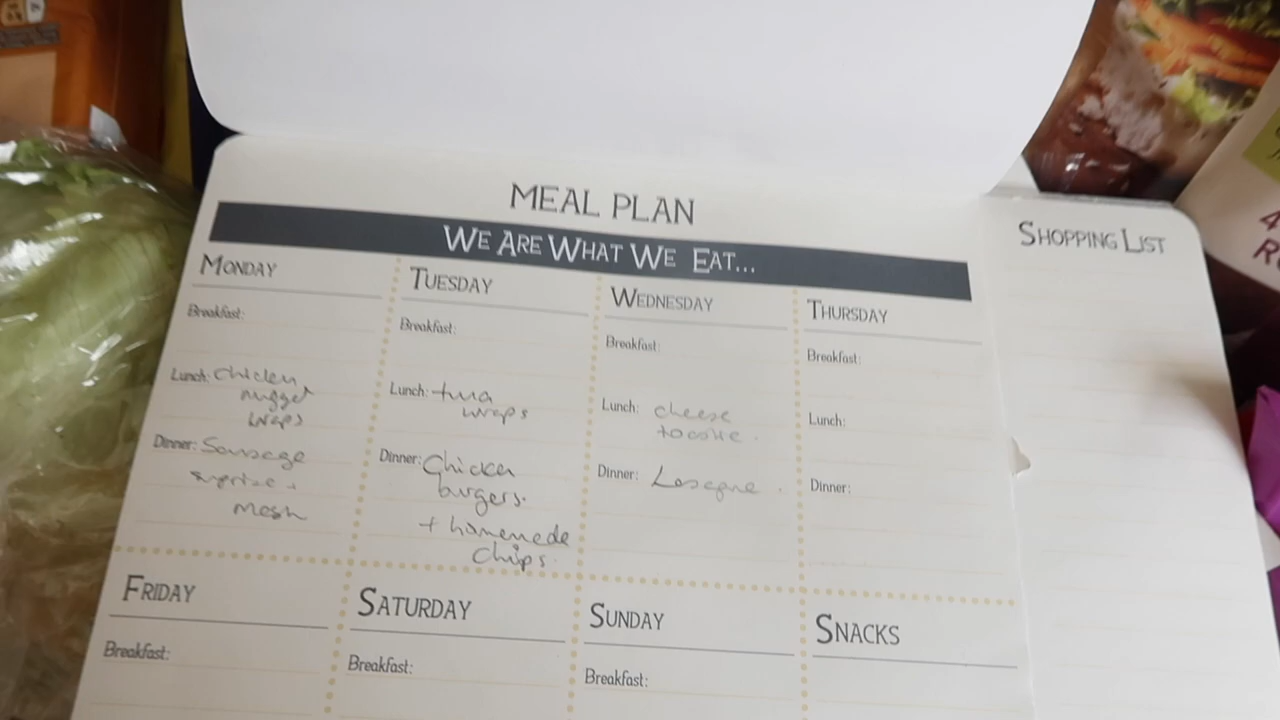 MEAL PLAN
WE ARE WHAT WE EAT...
SHOPPING LIST
MONDAY
Breakfast:
Lunch: Chicken
nugget
wraps
Dinner: Sausage
surprise +
mash
TUESDAY
Breakfast:
Lunch: tuna
wraps
Dinner: Chicken
burgers.
+ homemade
chips.
WEDNESDAY
Breakfast:
Lunch: cheese
toastie.
Dinner: Lasagne.
THURSDAY
Breakfast:
Lunch:
Dinner:
FRIDAY
Breakfast:
SATURDAY
Breakfast:
SUNDAY
Breakfast:
SNACKS
4